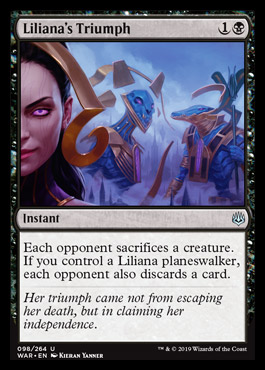 Liliana's Triumph 1
Instant
Each opponent sacrifices a creature.
If you control a Liliana planeswalker,
each opponent also discards a card.
Her triumph came not from escaping
her death, but in claiming her
independence.
098/264 U
WAR • EN KIERAN YANNER
™ & © 2019 Wizards of the Coast